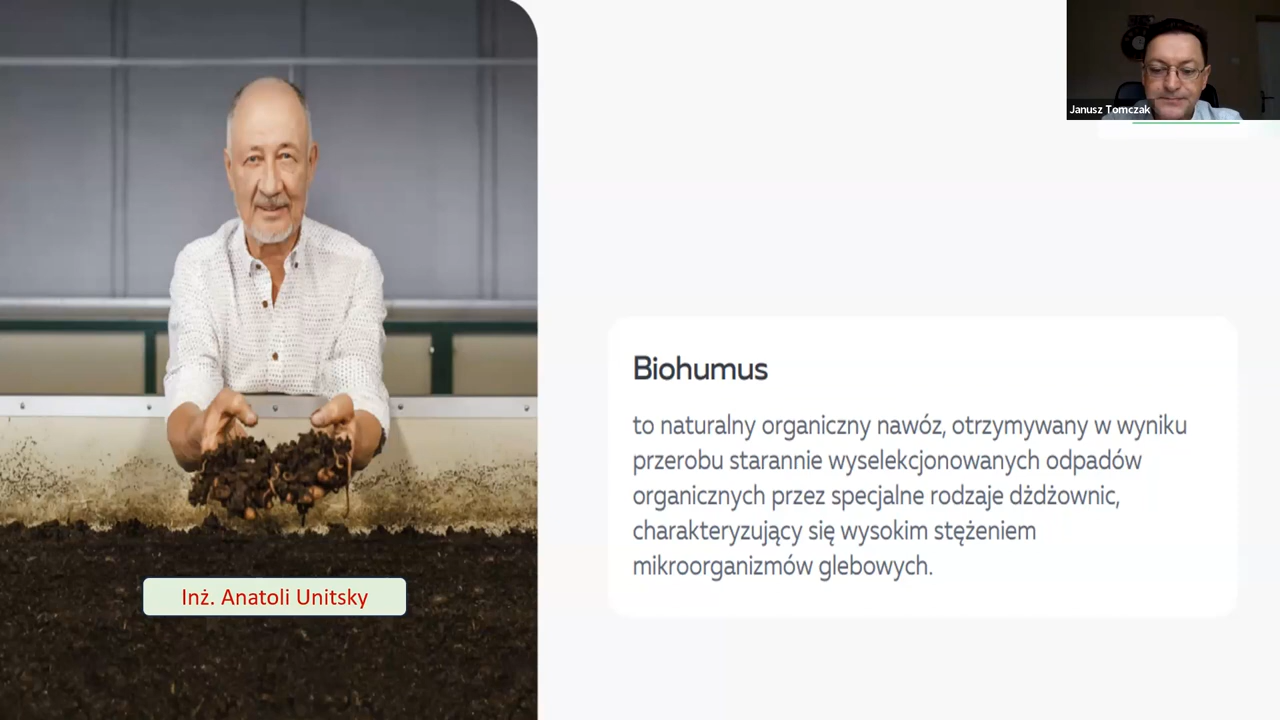 Janusz Tomczak
Biohumus
to naturalny organiczny nawóz, otrzymywany w wyniku
przerobu starannie wyselekcjonowanych odpadów
organicznych przez specjalne rodzaje dżdżownic,
charakteryzujący się wysokim stężeniem
mikroorganizmów glebowych.
Inż. Anatoli Unitsky